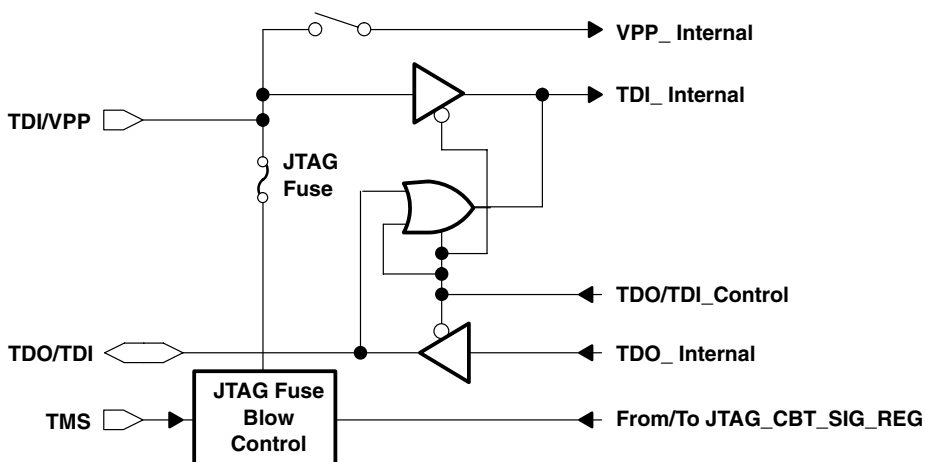 VPP_ Internal
TDI_ Internal
TDI/VPP
JTAG
Fuse
TDO/TDI_Control
TDO/TDI
TDO_ Internal
JTAG Fuse
Blow
Control
TMS
From/To JTAG_CBT_SIG_REG